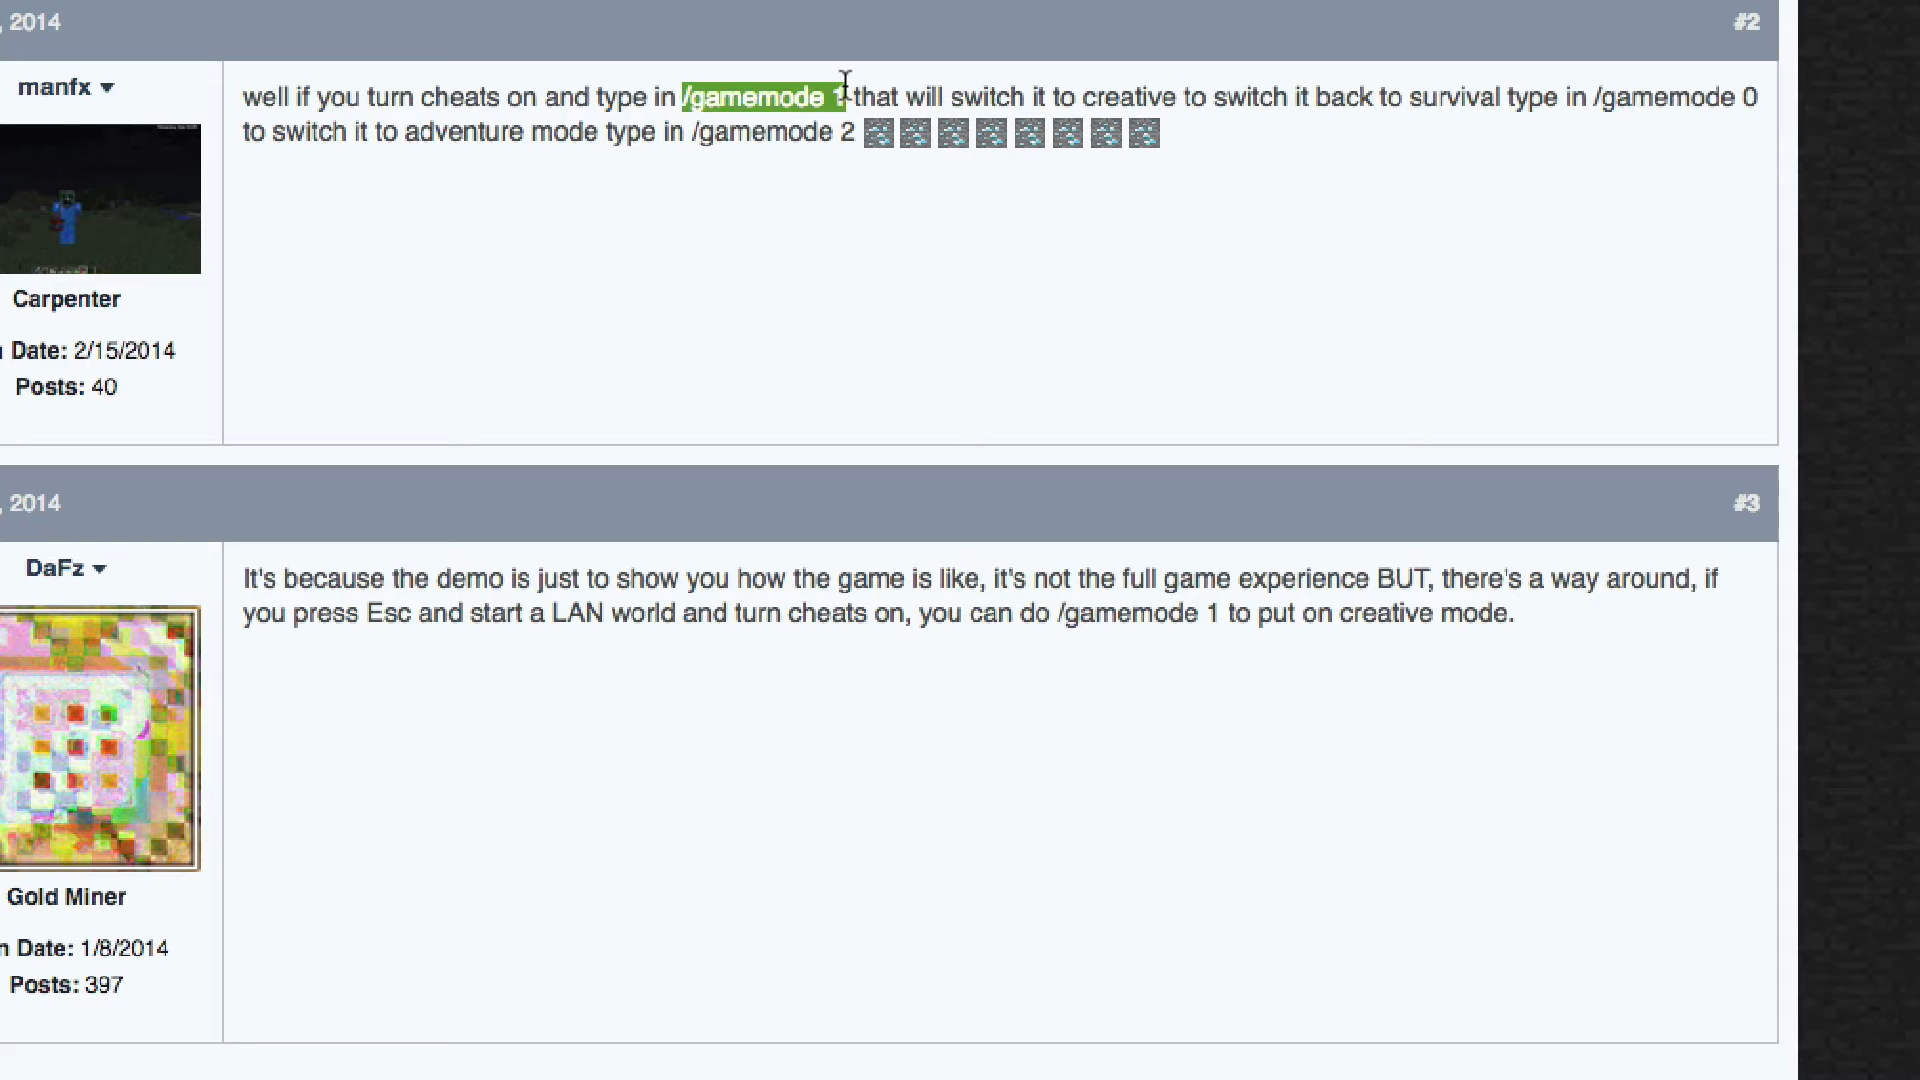 , 2014
#2
manfx
well if you turn cheats on and type in /gamemode 1 that will switch it to creative to switch it back to survival type in /gamemode 0
to switch it to adventure mode type in /gamemode 2
Carpenter
Date: 2/15/2014
Posts: 40
, 2014
#3
DaFz
It's because the demo is just to show you how the game is like, it's not the full game experience BUT, there's a way around, if
you press Esc and start a LAN world and turn cheats on, you can do /gamemode 1 to put on creative mode.
Gold Miner
n Date: 1/8/2014
Posts: 397